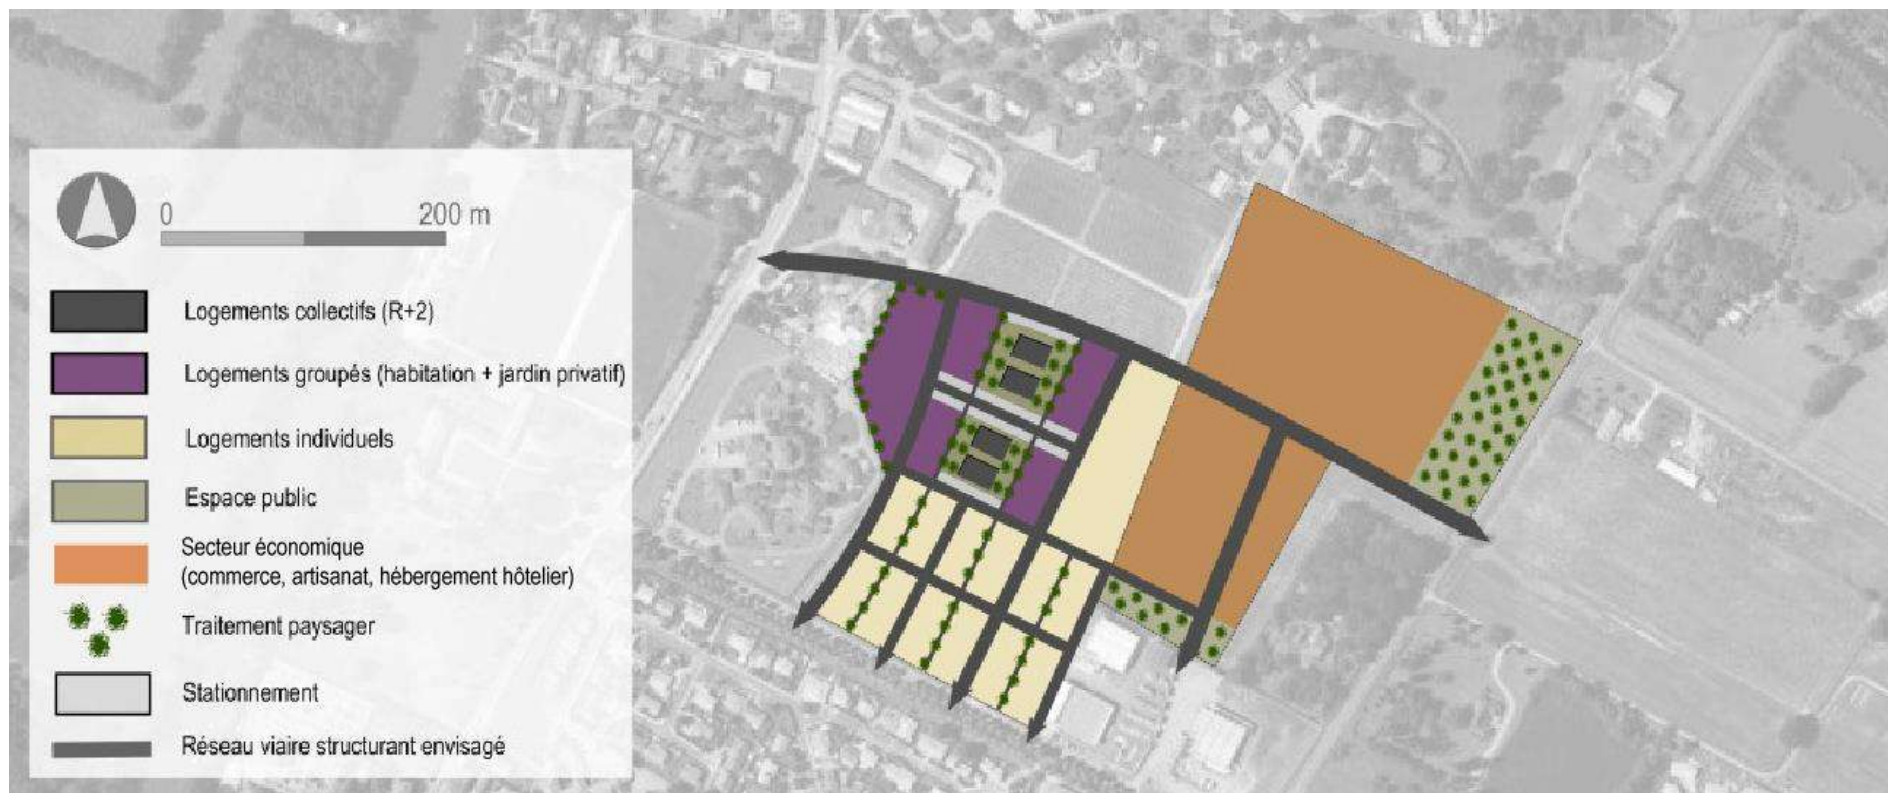 0 200 m
Logements collectifs (R+2)
Logements groupés (habitation + jardin privatif)
Logements individuels
Espace public
Secteur économique
(commerce, artisanat, hébergement hôtelier)
Traitement paysager
Stationnement
Réseau viaire structurant envisagé